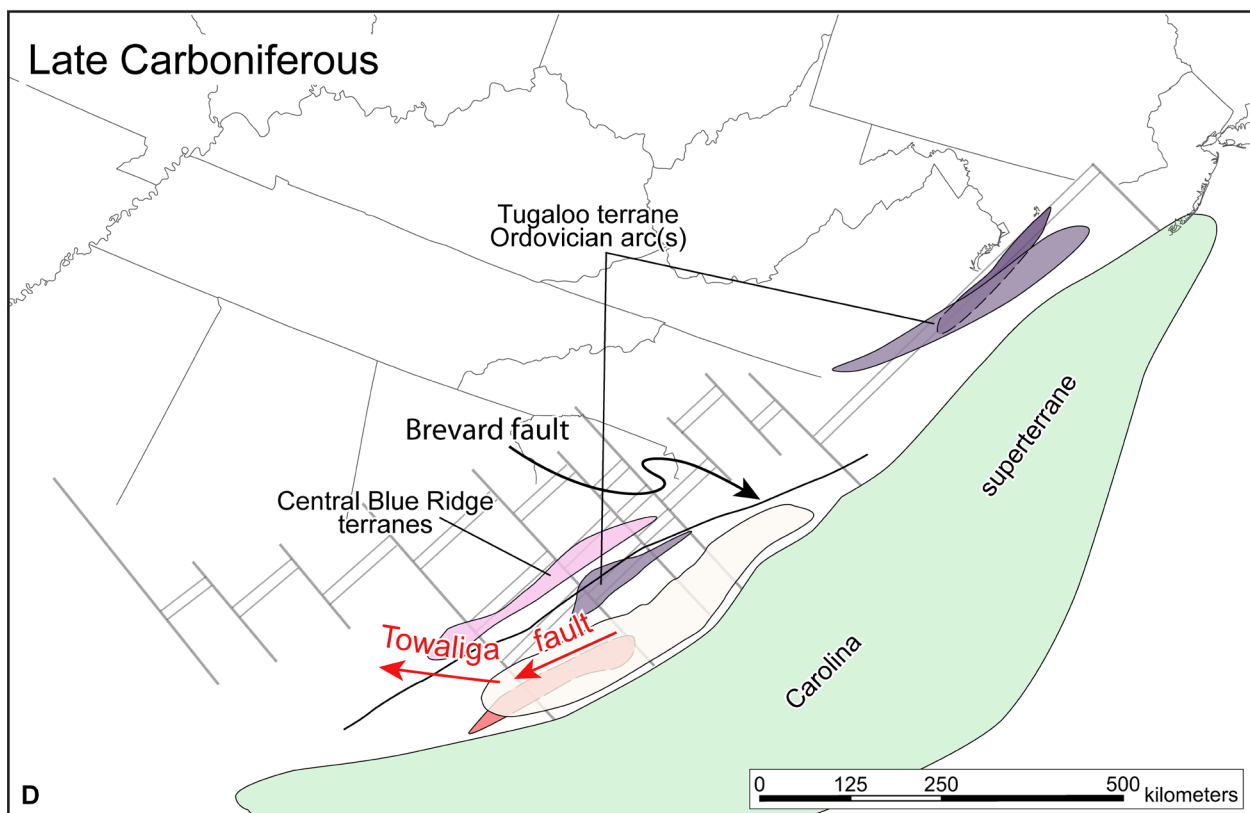 Late Carboniferous
Tugaloo terrane
Ordovician arc(s)
Brevard fault
Central Blue Ridge
terranes
Towaliga fault
superterrane
Carolina
D
0 125 250 500 kilometers